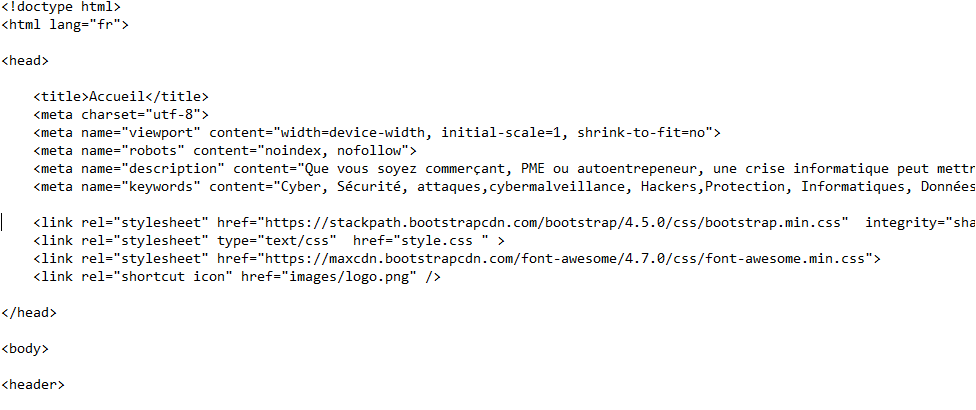 <!doctype html>
<html lang="fr">
<head>
<title>Accueil</title>
<meta charset="utf-8">
<meta name="viewport" content="width=device-width, initial-scale=1, shrink-to-fit=no">
<meta name="robots" content="noindex, nofollow">
<meta name="description" content="Que vous soyez commerçant, PME ou autoentrepeneur, une crise informatique peut mettr
<meta name="keywords" content="Cyber, Sécurité, attaques,cybermalveillance, Hackers,Protection, Informatiques, Données
<link rel="stylesheet" href="https://stackpath.bootstrapcdn.com/bootstrap/4.5.0/css/bootstrap.min.css"  integrity="sha
<link rel="stylesheet" type="text/css"  href="style.css " >
<link rel="stylesheet" href="https://maxcdn.bootstrapcdn.com/font-awesome/4.7.0/css/font-awesome.min.css">
<link rel="shortcut icon" href="images/logo.png" />
</head>
<body>
<header>